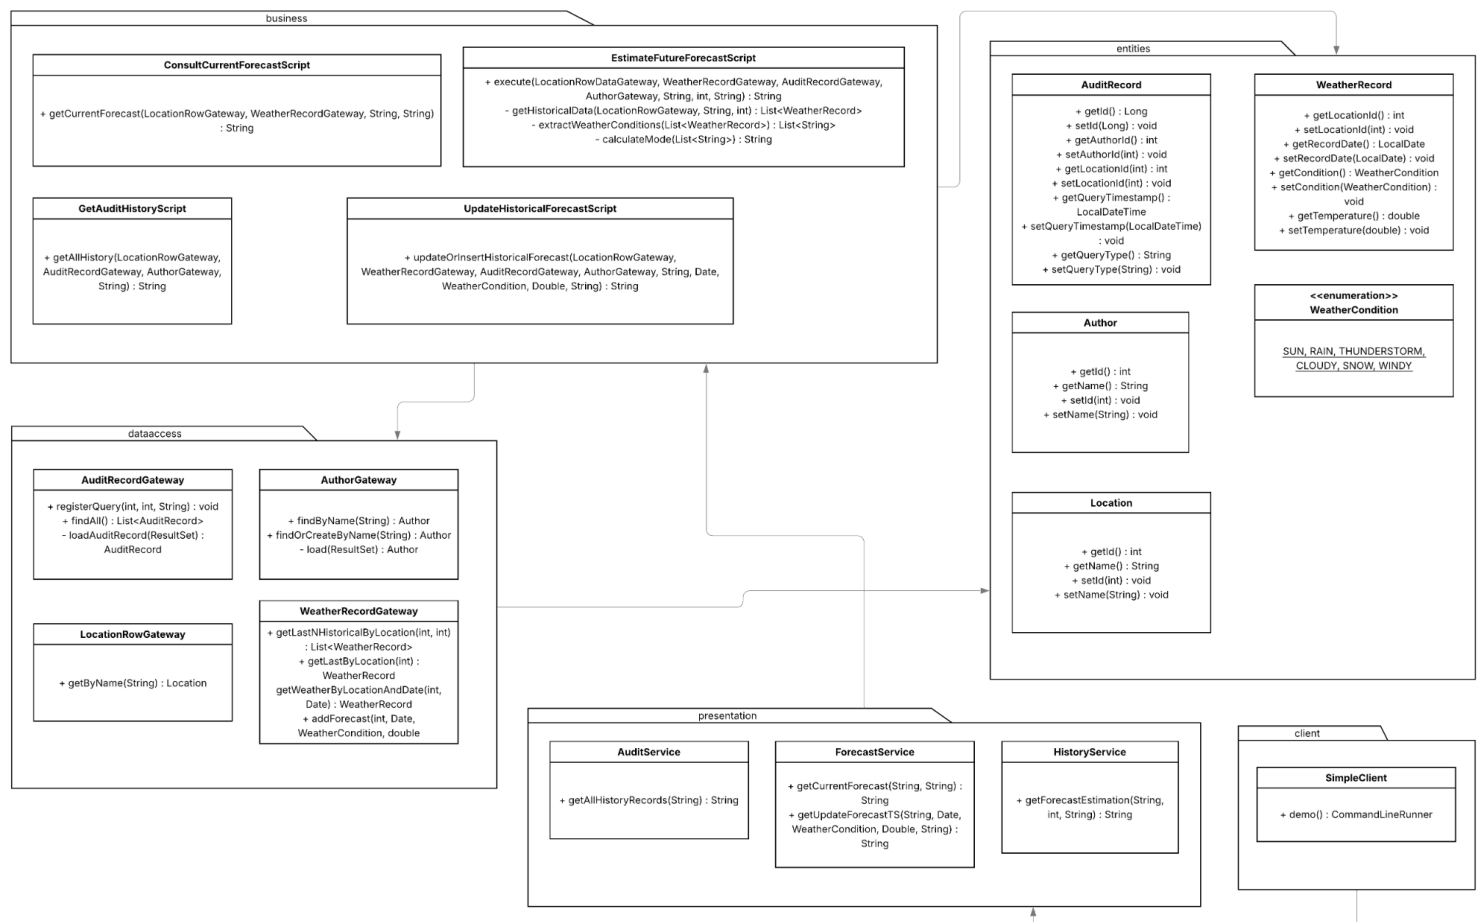 business
ConsultCurrentForecastScript
+ getCurrentForecast(LocationRowGateway, WeatherRecordGateway, String, String)
: String
EstimateFutureForecastScript
+ execute(LocationRowDataGateway, WeatherRecordGateway, AuditRecordGateway,
AuthorGateway, String, int, String) : String
- getHistoricalData(LocationRowGateway, String, int) : List<WeatherRecord>
- extractWeatherConditions(List<WeatherRecord>) : List<String>
- calculateMode(List<String>) : String
GetAuditHistoryScript
+ getAllHistory(LocationRowGateway,
AuditRecordGateway, AuthorGateway,
String) : String
UpdateHistoricalForecastScript
+ updateOrInsertHistoricalForecast(LocationRowGateway,
WeatherRecordGateway, AuditRecordGateway, AuthorGateway, String, Date,
WeatherCondition, Double, String) : String
entities
AuditRecord
+ getId() : Long
+ setId(Long) : void
+ getAuthorId() : int
+ setAuthorId(int) : void
+ getLocationId(int) : int
+ setLocationId(int) : void
+ getQueryTimestamp() :
LocalDateTime
+ setQueryTimestamp(LocalDateTime)
: void
+ getQueryType() : String
+ setQueryType(String) : void
WeatherRecord
+ getLocationId() : int
+ setLocationId(int) : void
+ getRecordDate() : LocalDate
+ setRecordDate(LocalDate) : void
+ getCondition() : WeatherCondition
+ setCondition(WeatherCondition) :
void
+ getTemperature() : double
+ setTemperature(double) : void
<<enumeration>>
WeatherCondition
SUN, RAIN, THUNDERSTORM,
CLOUDY, SNOW, WINDY
Author
+ getId() : int
+ getName() : String
+ setId(int) : void
+ setName(String) : void
Location
+ getId() : int
+ getName() : String
+ setId(int) : void
+ setName(String) : void
dataaccess
AuditRecordGateway
+ registerQuery(int, int, String) : void
+ findAll() : List<AuditRecord>
- loadAuditRecord(ResultSet) :
AuditRecord
AuthorGateway
+ findByName(String) : Author
+ findOrCreateByName(String) : Author
- load(ResultSet) : Author
LocationRowGateway
+ getByName(String) : Location
WeatherRecordGateway
+ getLastNHistoricalByLocation(int, int)
: List<WeatherRecord>
+ getLastByLocation(int) :
WeatherRecord
getWeatherByLocationAndDate(int,
Date) : WeatherRecord
+ addForecast(int, Date,
WeatherCondition, double
presentation
AuditService
+ getAllHistoryRecords(String) : String
ForecastService
+ getCurrentForecast(String, String) :
String
+ getUpdateForecastTS(String, Date,
WeatherCondition, Double, String) :
String
HistoryService
+ getForecastEstimation(String,
int, String) : String
client
SimpleClient
+ demo() : CommandLineRunner